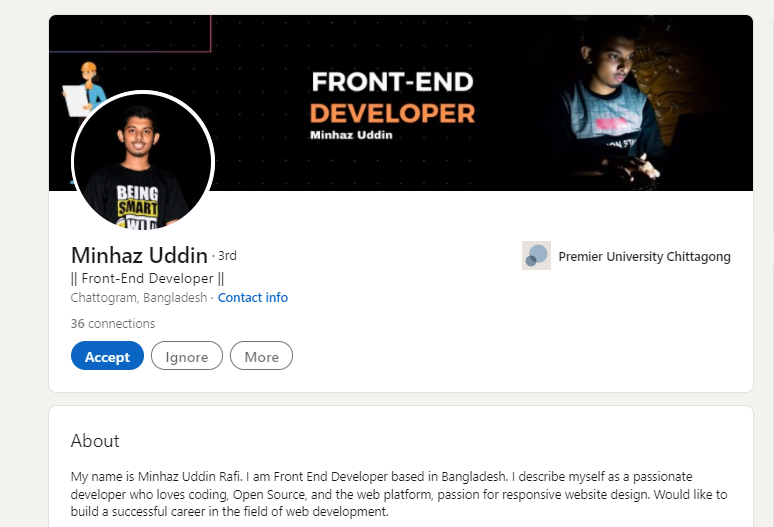 FRONT-END
DEVELOPER
Minhaz Uddin
BEING
SMART
Minhaz Uddin · 3rd
|| Front-End Developer ||
Chattogram, Bangladesh · Contact info
36 connections
Premier University Chittagong
Accept Ignore More
About
My name is Minhaz Uddin Rafi. I am Front End Developer based in Bangladesh. I describe myself as a passionate
developer who loves coding, Open Source, and the web platform, passion for responsive website design. Would like to
build a successful career in the field of web development.